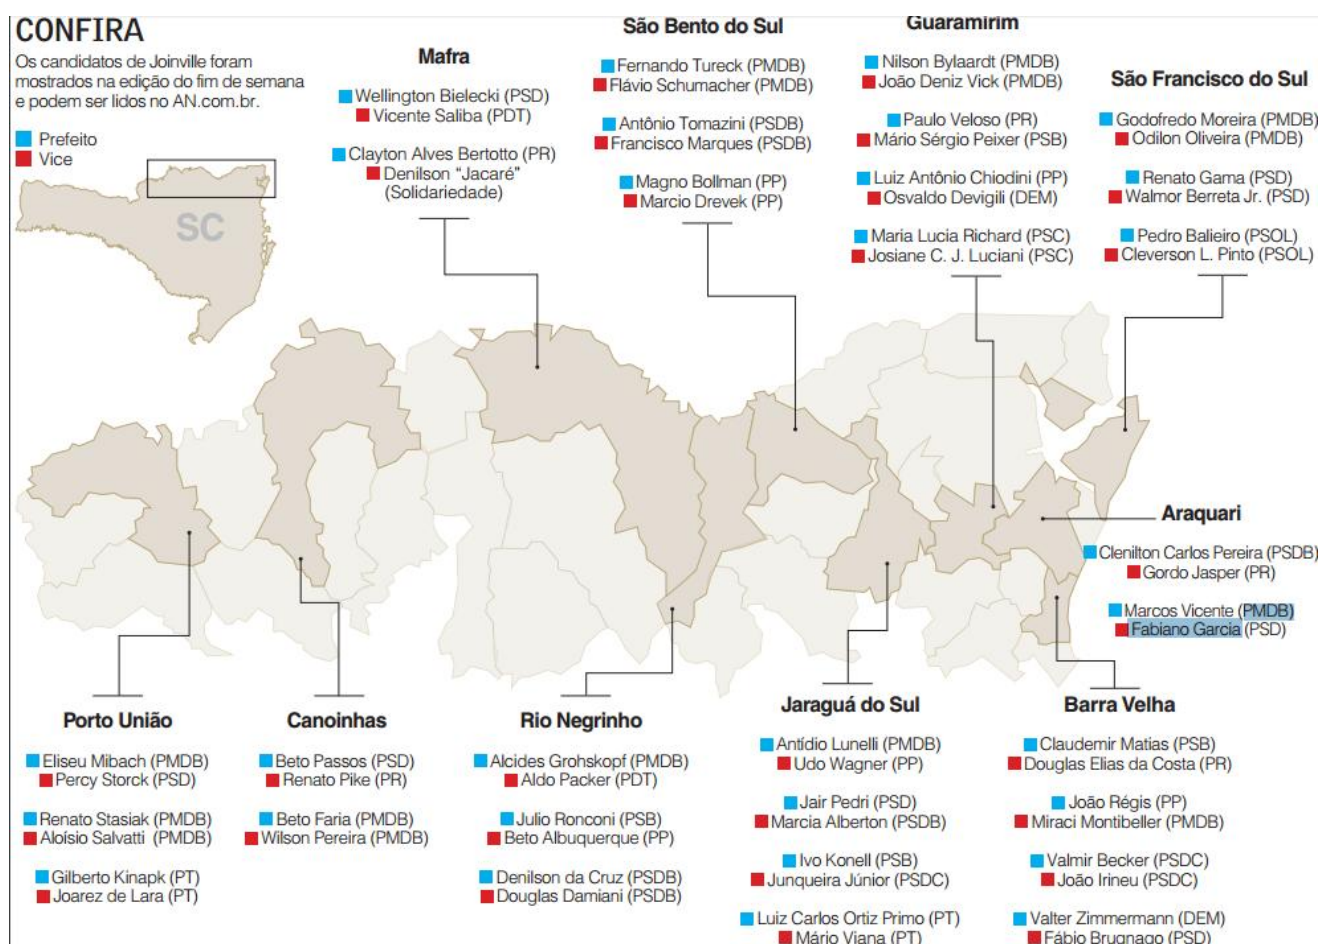 CONFIRA
Os candidatos de Joinville foram
mostrados na edição do fim de semana
e podem ser lidos no AN.com.br.
Prefeito
Vice
SC
Mafra
Wellington Bielecki (PSD)
Vicente Saliba (PDT)
Clayton Alves Bertotto (PR)
Denilson “Jacaré”
(Solidariedade)
São Bento do Sul
Fernando Tureck (PMDB)
Flávio Schumacher (PMDB)
Antônio Tomazini (PSDB)
Francisco Marques (PSDB)
Magno Bollman (PP)
Marcio Drevek (PP)
Guaramirim
Nilson Bylaardt (PMDB)
João Deniz Vick (PMDB)
Paulo Veloso (PR)
Mário Sérgio Peixer (PSB)
Luiz Antônio Chiodini (PP)
Osvaldo Devigili (DEM)
Maria Lucia Richard (PSC)
Josiane C. J. Luciani (PSC)
São Francisco do Sul
Godofredo Moreira (PMDB)
Odilon Oliveira (PMDB)
Renato Gama (PSD)
Walmor Berreta Jr. (PSD)
Pedro Balieiro (PSOL)
Cleverson L. Pinto (PSOL)
Araquari
Clenilton Carlos Pereira (PSDB)
Gordo Jasper (PR)
Marcos Vicente (PMDB)
Fabiano Garcia (PSD)
Porto União
Eliseu Mibach (PMDB)
Percy Storck (PSD)
Renato Stasiak (PMDB)
Aloísio Salvatti (PMDB)
Gilberto Kinapk (PT)
Joarez de Lara (PT)
Canoinhas
Beto Passos (PSD)
Renato Pike (PR)
Beto Faria (PMDB)
Wilson Pereira (PMDB)
Rio Negrinho
Alcides Grohskopf (PMDB)
Aldo Packer (PDT)
Julio Ronconi (PSB)
Beto Albuquerque (PP)
Denilson da Cruz (PSDB)
Douglas Damiani (PSDB)
Jaraguá do Sul
Antídio Lunelli (PMDB)
Udo Wagner (PP)
Jair Pedri (PSD)
Marcia Alberton (PSDB)
Ivo Konell (PSB)
Junqueira Júnior (PSDC)
Luiz Carlos Ortiz Primo (PT)
Mário Viana (PT)
Barra Velha
Claudemir Matias (PSB)
Douglas Elias da Costa (PR)
João Régis (PP)
Miraci Montibeller (PMDB)
Valmir Becker (PSDC)
João Irineu (PSDC)
Valter Zimmermann (DEM)
Fábio Brugnago (PSD)